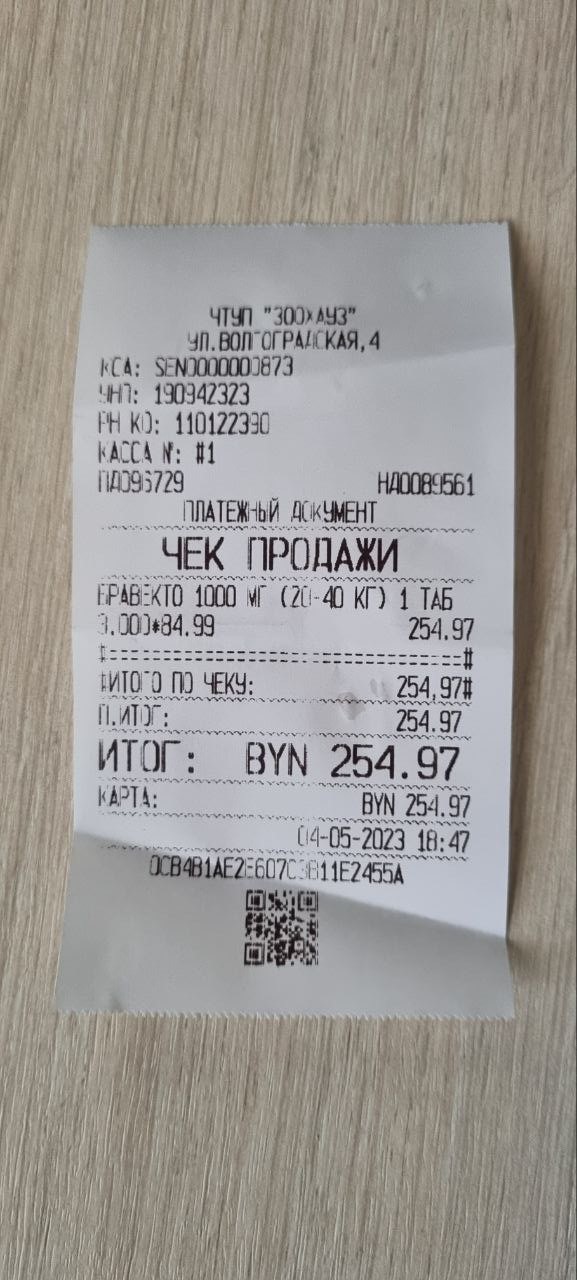 ЧТУП "ЗООХАУЗ"
УЛ.ВОЛГОГРАДСКАЯ,4
КСА: SEN0000000873
УНП: 190942323
РН КО: 110122390
КАССА №: #1
ПД096729 НД0089561
ПЛАТЕЖНЫЙ ДОКУМЕНТ
ЧЕК ПРОДАЖИ
БРАВЕКТО 1000 МГ (20-40 КГ) 1 ТАБ
3.000*84.99 254.97
#=============================#
#ИТОГО ПО ЧЕКУ: 254,97#
П.ИТОГ: 254.97
ИТОГ: BYN 254.97
КАРТА: BYN 254.97
04-05-2023 18:47